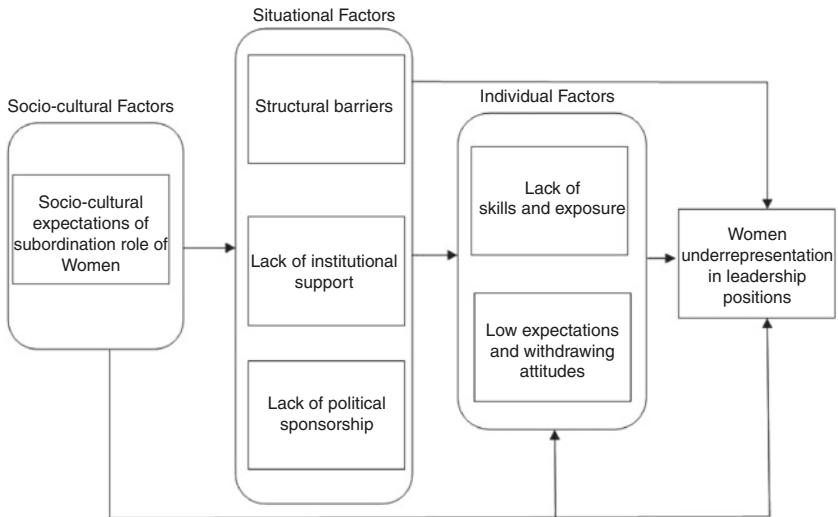 Situational Factors
Socio-cultural Factors
Structural barriers
Individual Factors
Socio-cultural
expectations of
subordination role of
Women
Lack of institutional
support
Lack of political
sponsorship
Lack of
skills and exposure
Low expectations
and withdrawing
attitudes
Women
underrepresentation
in leadership
positions